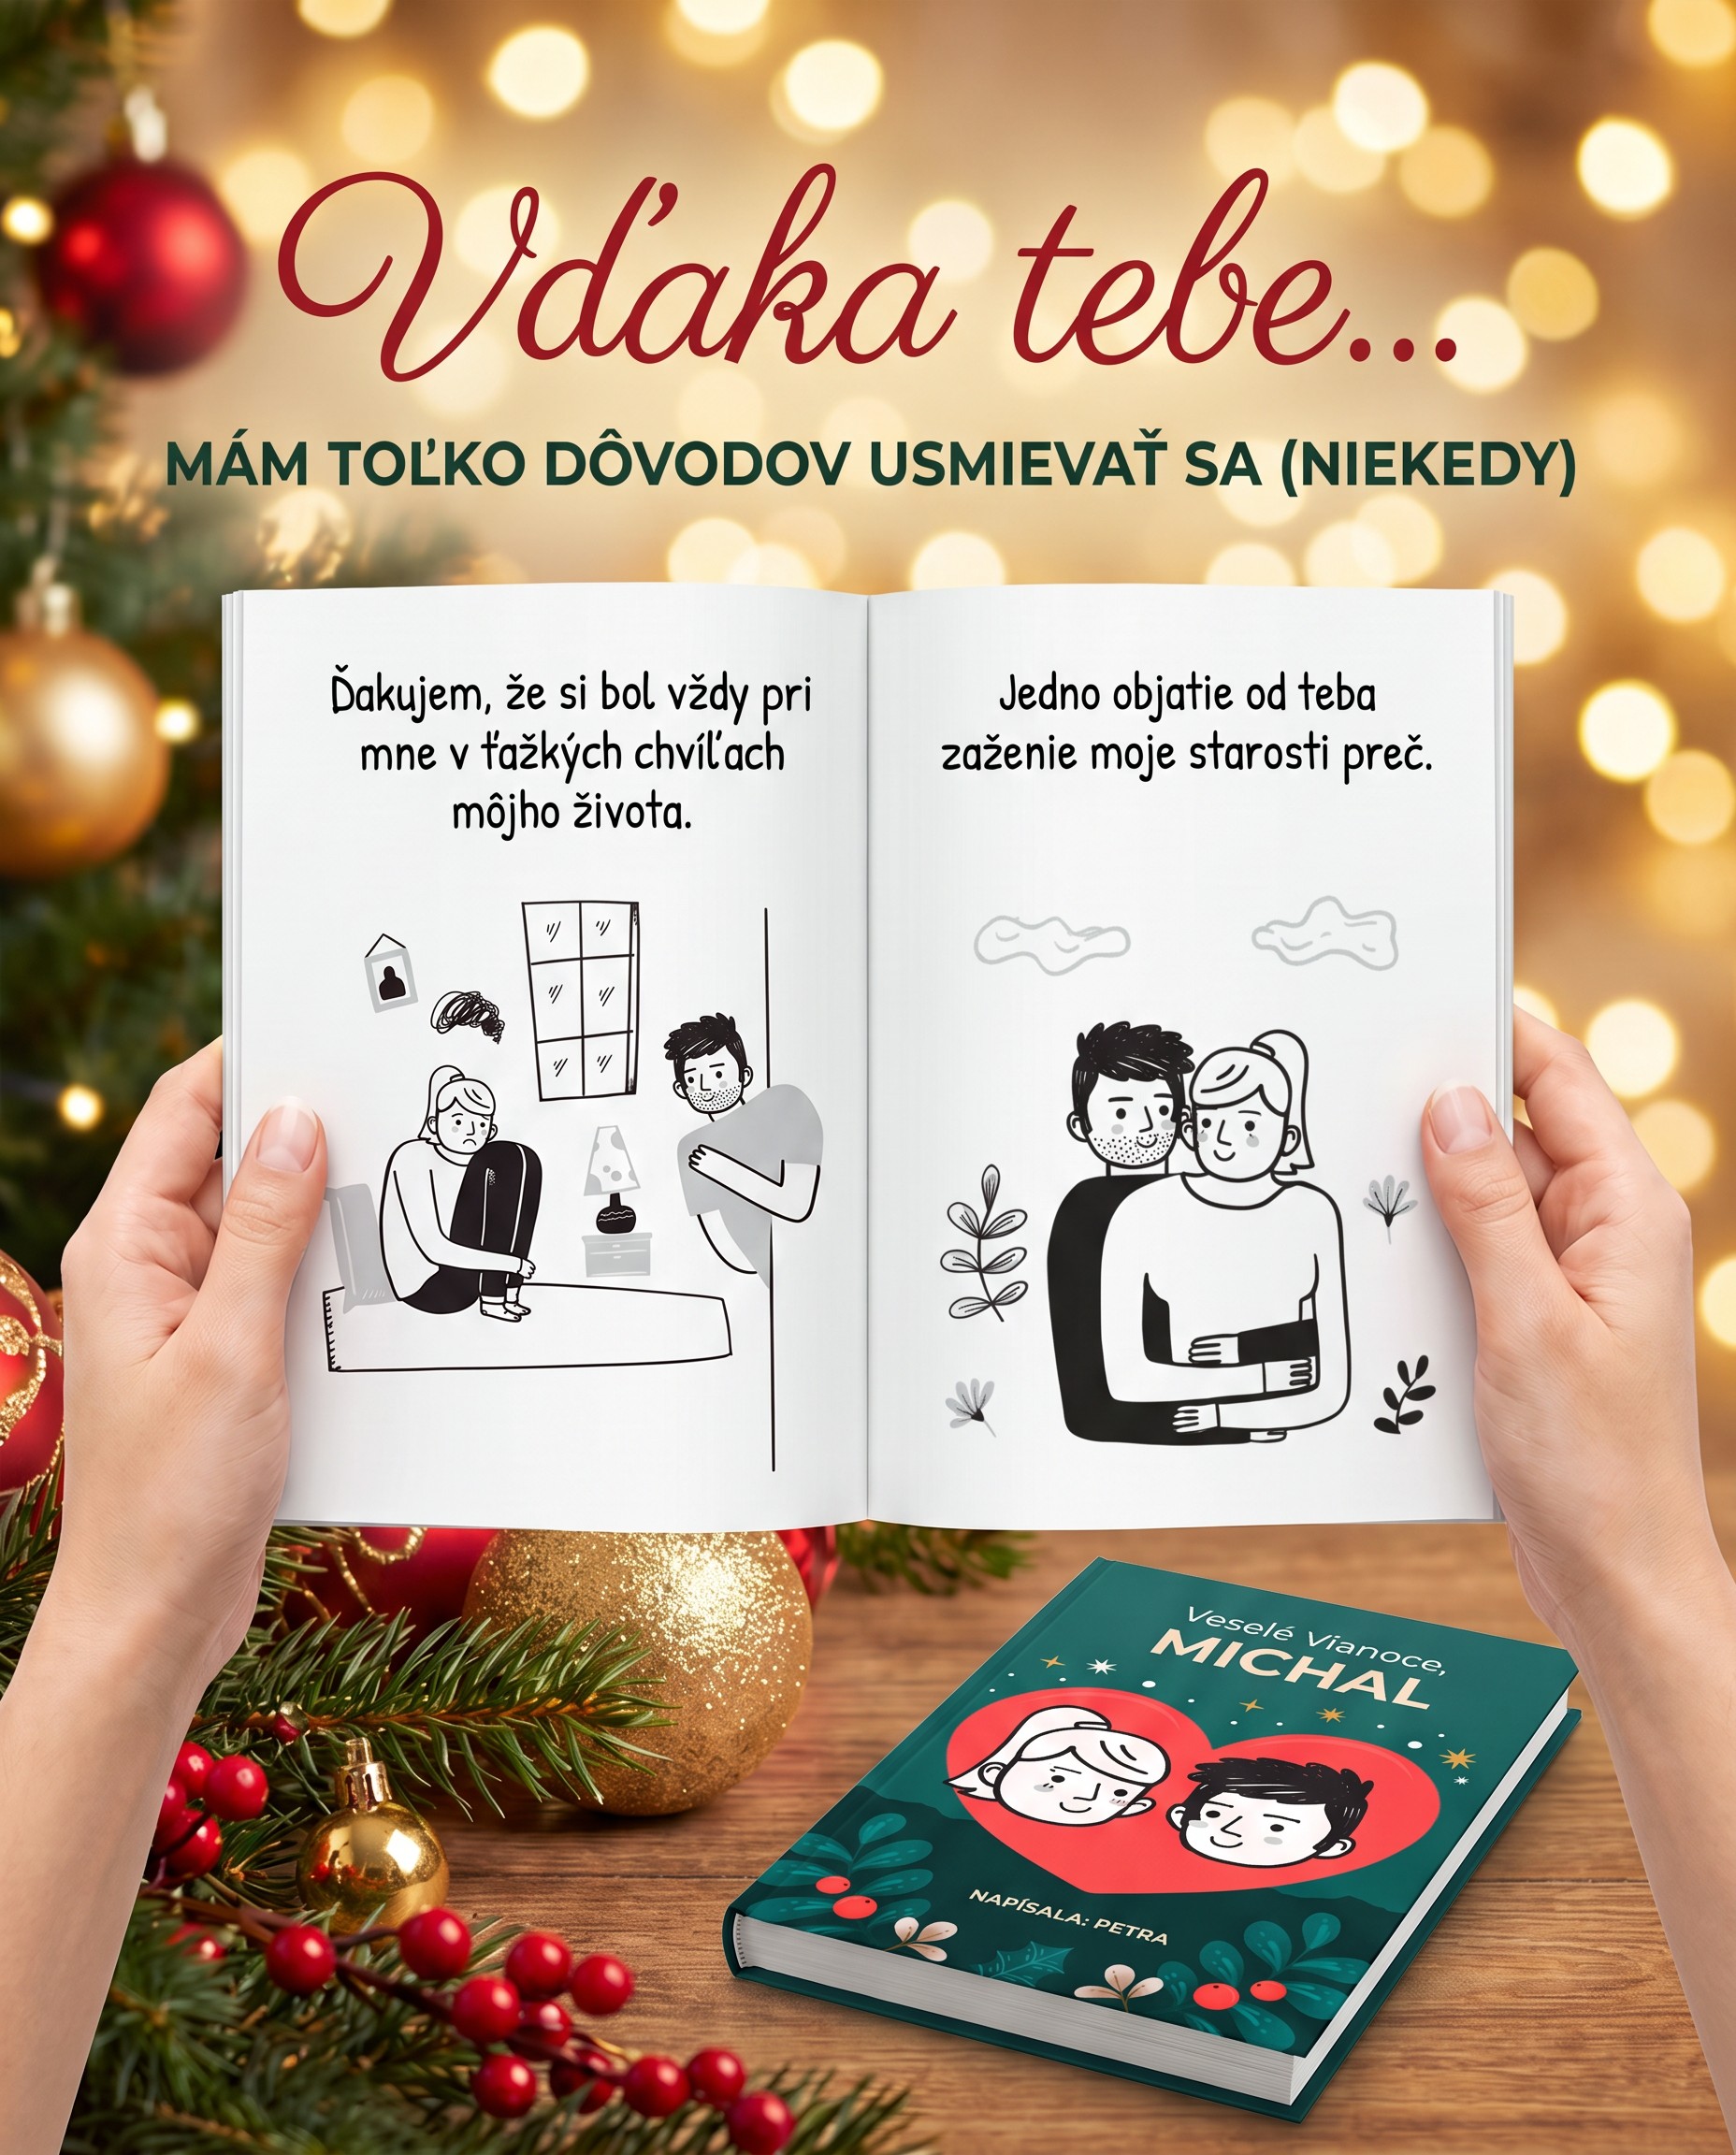 Vďaka tebe...
MÁM TOĽKO DÔVODOV USMIEVAŤ SA (NIEKEDY)
Ďakujem, že si bol vždy pri
mne v ťažkých chvíľach
môjho života.
Jedno objatie od teba
zaženie moje starosti preč.
Veselé Vianoce,
MICHAL
NAPÍSALA: PETRA